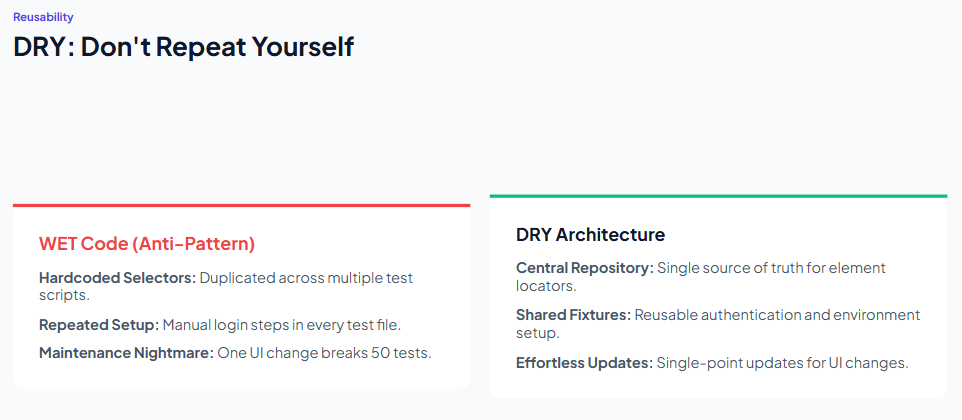 Reusability
DRY: Don't Repeat Yourself
WET Code (Anti-Pattern)
Hardcoded Selectors: Duplicated across multiple test
scripts.
Repeated Setup: Manual login steps in every test file.
Maintenance Nightmare: One UI change breaks 50 tests.
DRY Architecture
Central Repository: Single source of truth for element
locators.
Shared Fixtures: Reusable authentication and environment
setup.
Effortless Updates: Single-point updates for UI changes.